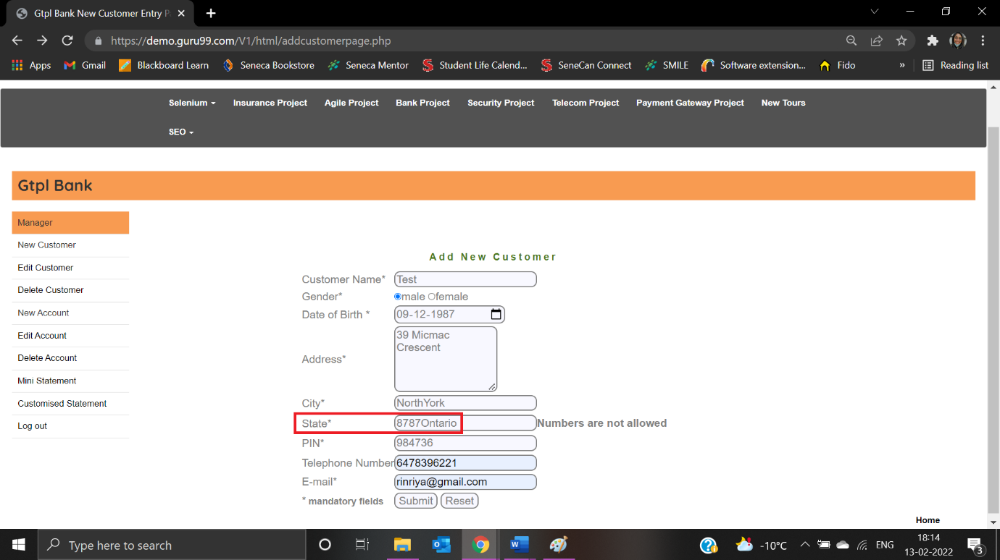 Gtpl Bank New Customer Entry P
https://demo.guru99.com/V1/html/addcustomerpage.php
Apps Gmail Blackboard Learn Seneca Bookstore Seneca Mentor Student Life Calend... SeneCan Connect SMILE Software extension... Fido » Reading list
Selenium Insurance Project Agile Project Bank Project Security Project Telecom Project Payment Gateway Project New Tours
SEO
Gtpl Bank
Manager
New Customer
Edit Customer
Delete Customer
New Account
Edit Account
Delete Account
Mini Statement
Customised Statement
Log out
Add New Customer
Customer Name* Test
Gender* male female
Date of Birth * 09-12-1987
Address* 39 Micmac
Crescent
City* NorthYork
State* 8787Ontario Numbers are not allowed
PIN* 984736
Telephone Number 6478396221
E-mail* rinriya@gmail.com
* mandatory fields Submit Reset
Home
Type here to search -10°C ENG 18:14
13-02-2022 3